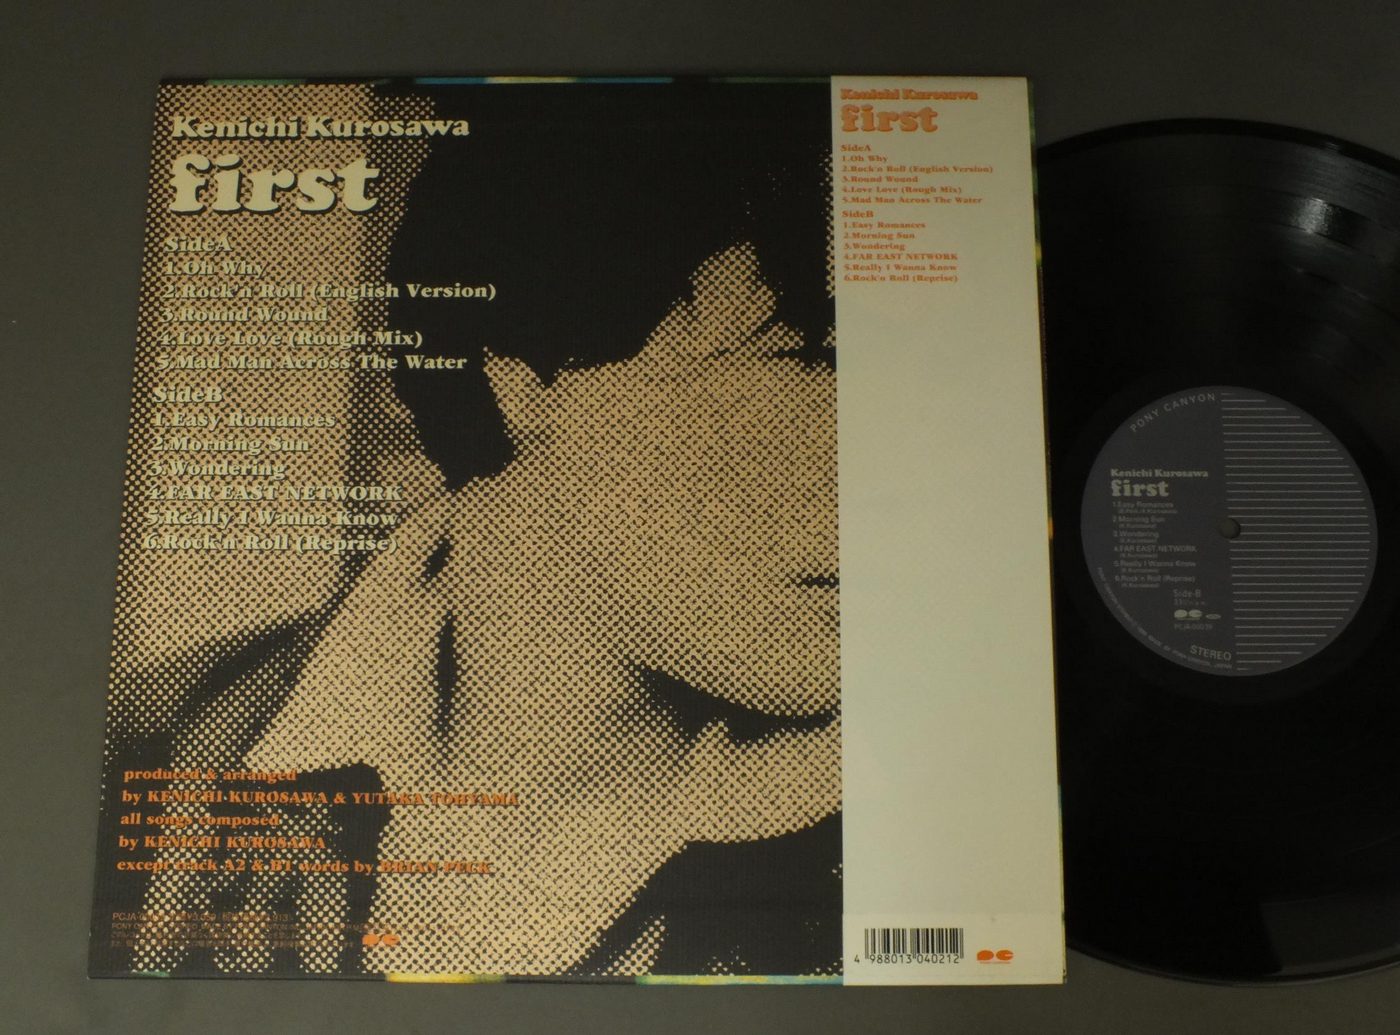 Kenichi Kurosawa
first
SideA
1.Oh Why
2.Rock'n' Roll (English Version)
3.Round Wound
4.Love Love (Rough Mix)
5.Mad Man Across The Water
SideB
1.Easy Romances
2.Morning Sun
3.Wondering
4.FAR EAST NETWORK
5.Really I Wanna Know
6.Rock'n' Roll (Reprise)
produced & arranged
by KENICHI KUROSAWA & YUTAKA TOHYAMA
all songs composed
by KENICHI KUROSAWA
except track A2 & B1 words by BRIAN PECK
Kenichi Kurosawa
first
SideA
1.Oh Why
2.Rock'n Roll (English Version)
3.Round Wound
4.Love Love (Rough Mix)
5.Mad Man Across The Water
SideB
1.Easy Romances
2.Morning Sun
3.Wondering
4.FAR EAST NETWORK
5.Really I Wanna Know
6.Rock'n Roll (Reprise)
4 988013 040212
PONY CANYON
Kenichi Kurosawa
first
1.Easy Romances
2.Morning Sun
3.Wondering
4.FAR EAST NETWORK
5.Really I Wanna Know
6.Rock'n Roll (Reprise)
Side-B
PCJA-00039
STEREO